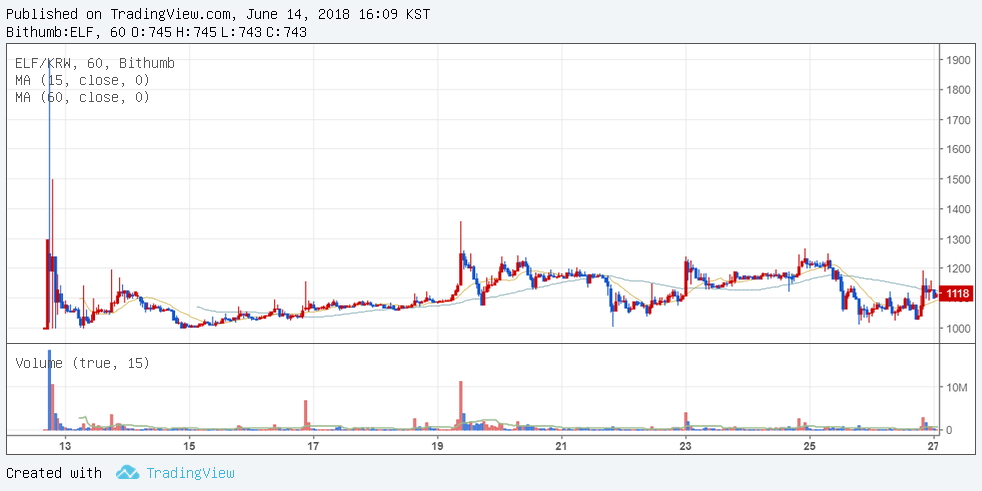 Published on TradingView.com, June 14, 2018 16:09 KST
Bithumb:ELF, 60 O:745 H:745 L:743 C:743
ELF/KRW, 60, Bithumb
MA (15, close, 0)
MA (60, close, 0)
1900
1800
1700
1600
1500
1400
1300
1200
1118
1000
Volume (true, 15)
10M
0
13 15 17 19 21 23 25 27
Created with TradingView